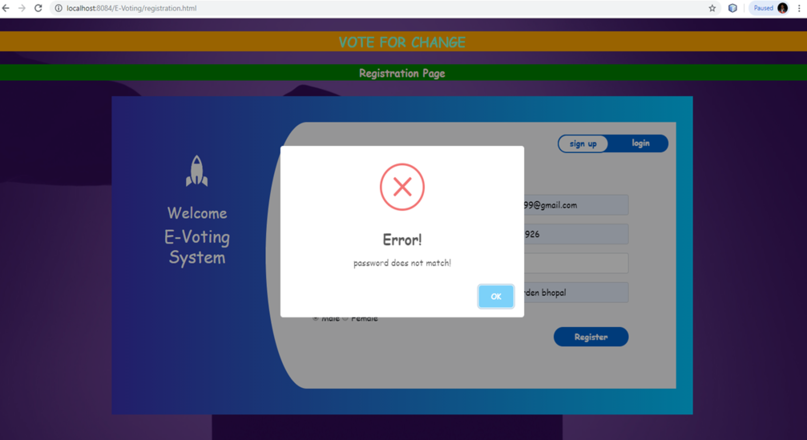 localhost:8084/E-Voting/registration.html
Paused
VOTE FOR CHANGE
Registration Page
sign up
login
Welcome
E-Voting
System
99@gmail.com
926
Error!
password does not match!
rden bhopal
OK
Male Female
Register